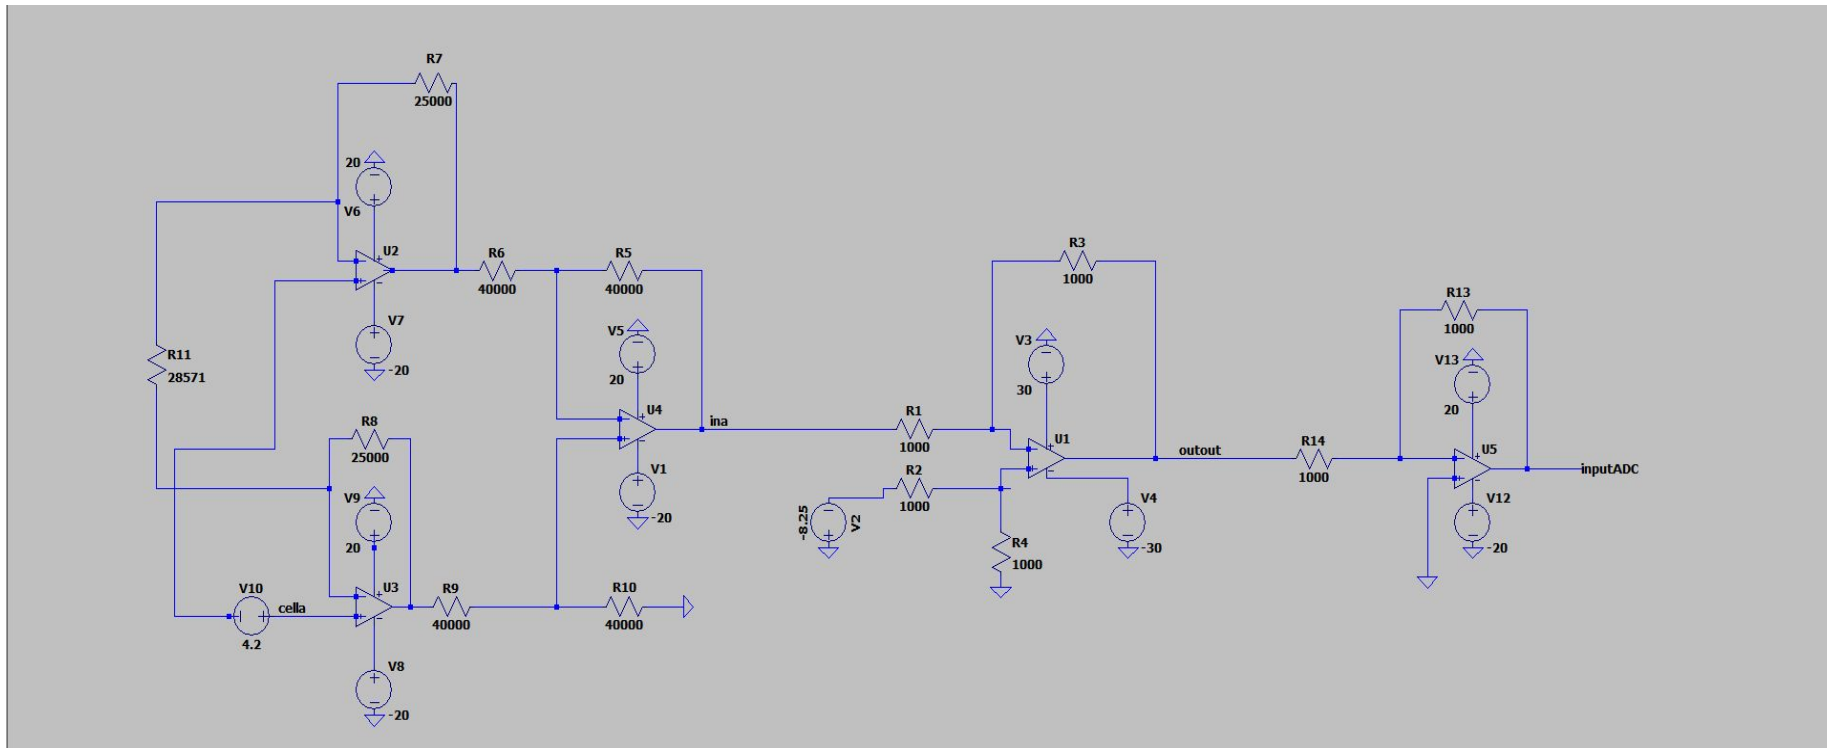 R7
25000
20
V6
U2
R6
40000
R5
40000
V7
-20
R11
28571
V5
20
U4
ina
V1
-20
R8
25000
V9
20
U3
V10
cella
4.2
R9
40000
R10
40000
V8
-20
R3
1000
V3
30
R1
1000
U1
R2
1000
-8.25
V2
R4
1000
V4
-30
outout
R14
1000
R13
1000
V13
20
U5
inputADC
V12
-20